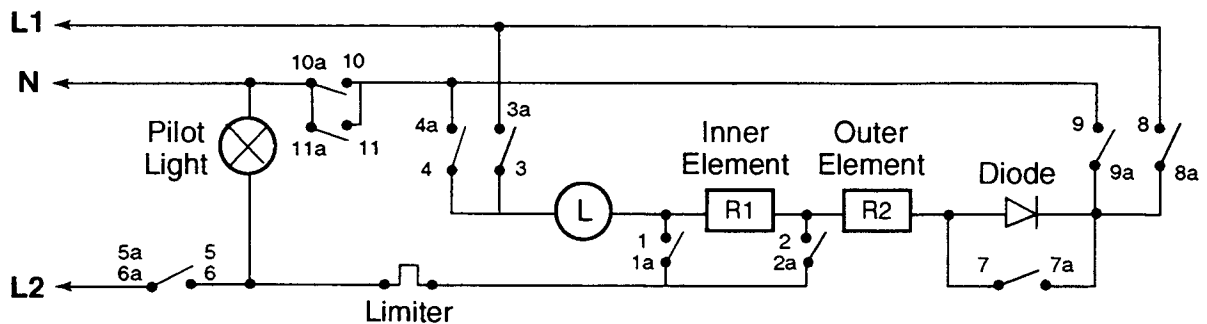 L1
N
10a 10
11a 11
Pilot
Light
4a 3a
4 3
Inner
Element
Outer
Element
Diode
9 8
9a 8a
L
R1
R2
1
1a
2
2a
7 7a
5a 5
6a 6
L2
Limiter